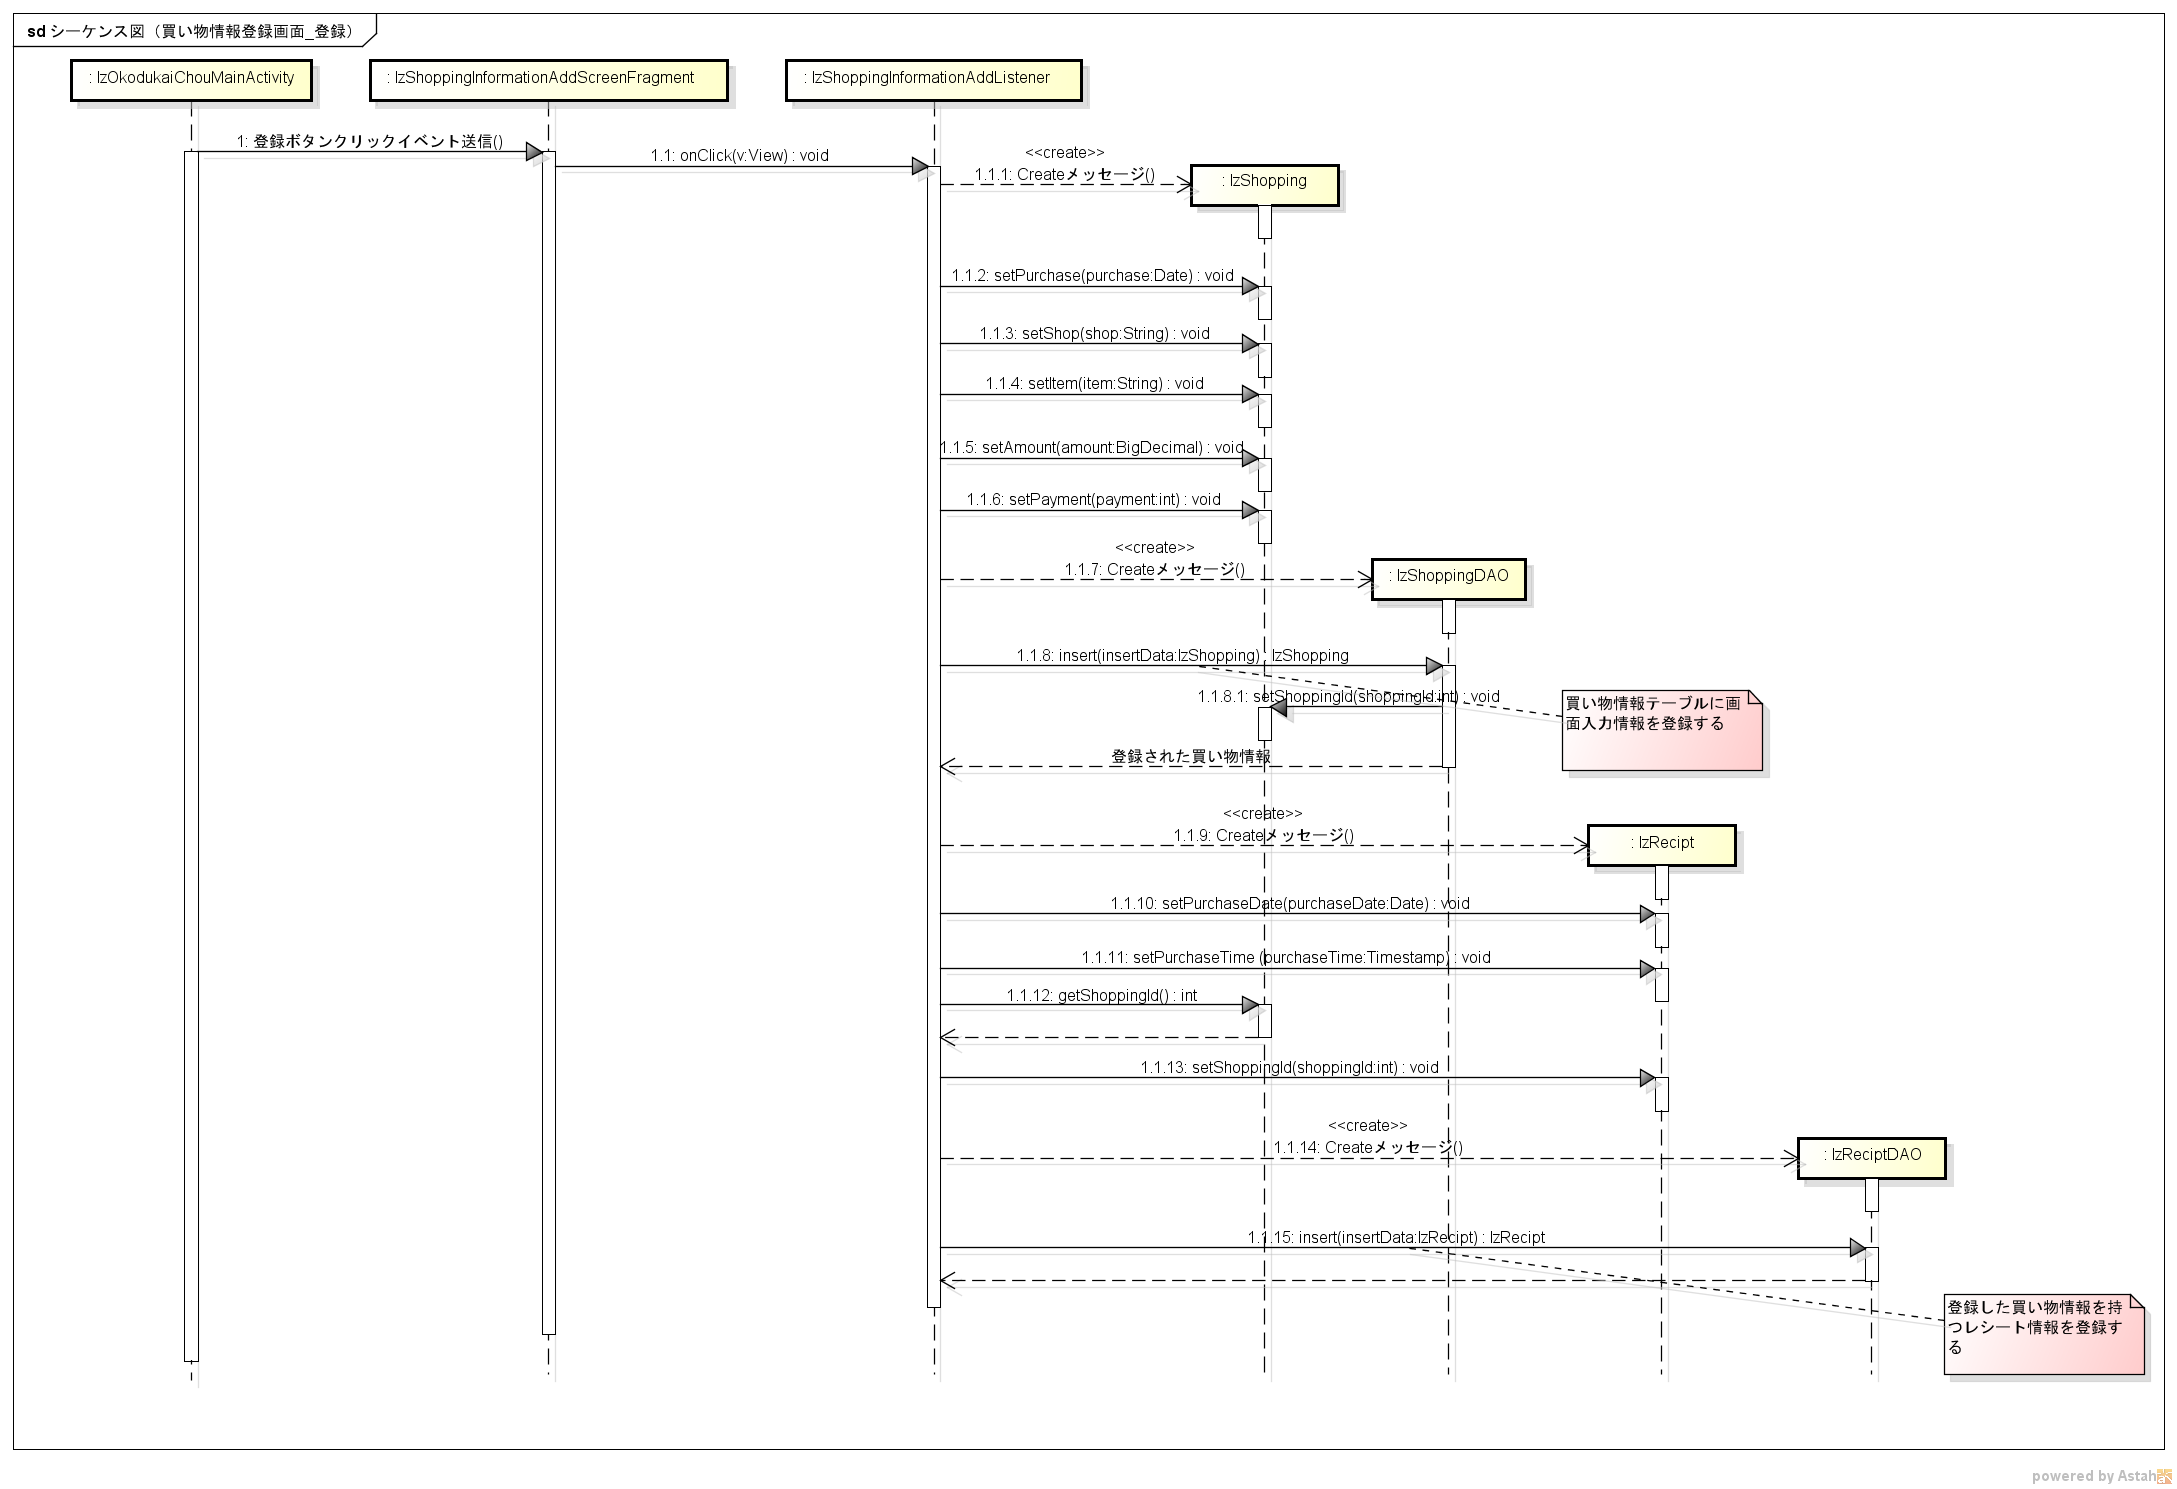 sd シーケンス図（買い物情報登録画面_登録）
: IzOkodukaiChouMainActivity
: IzShoppingInformationAddScreenFragment
: IzShoppingInformationAddListener
1: 登録ボタンクリックイベント送信()
1.1: onClick(v:View) : void
<<create>>
1.1.1: Createメッセージ()
: IzShopping
1.1.2: setPurchase(purchase:Date) : void
1.1.3: setShop(shop:String) : void
1.1.4: setItem(item:String) : void
1.1.5: setAmount(amount:BigDecimal) : void
1.1.6: setPayment(payment:int) : void
<<create>>
1.1.7: Createメッセージ()
: IzShoppingDAO
1.1.8: insert(insertData:IzShopping) : IzShopping
1.1.8.1: setShoppingId(shoppingId:int) : void
買い物情報テーブルに画
面入力情報を登録する
登録された買い物情報
<<create>>
1.1.9: Createメッセージ()
: IzRecipt
1.1.10: setPurchaseDate(purchaseDate:Date) : void
1.1.11: setPurchaseTime (purchaseTime:Timestamp) : void
1.1.12: getShoppingId() : int
1.1.13: setShoppingId(shoppingId:int) : void
<<create>>
1.1.14: Createメッセージ()
: IzReciptDAO
1.1.15: insert(insertData:IzRecipt) : IzRecipt
登録した買い物情報を持
つレシート情報を登録す
る
powered by Astah